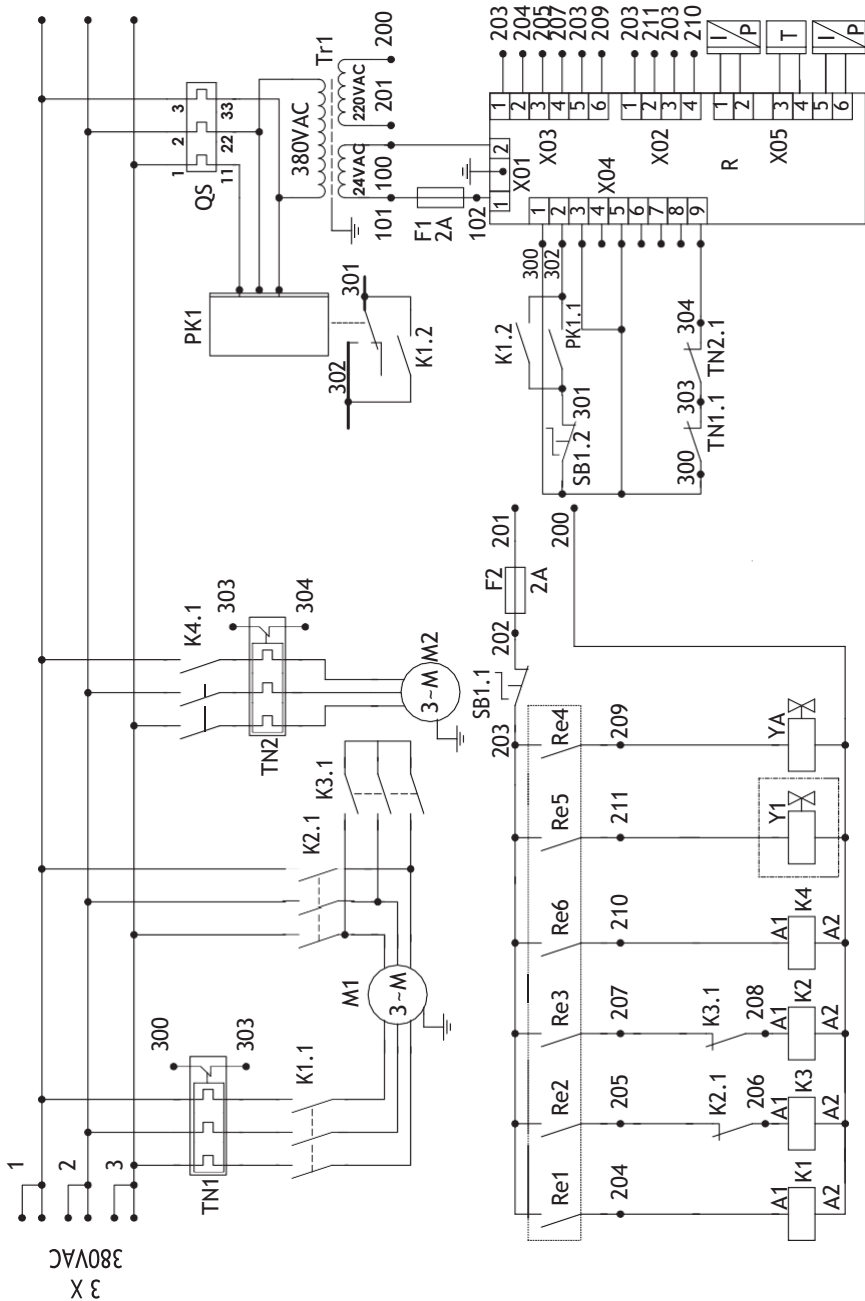 3 X
380VAC
1
2
3
TN1
300
303
K1.1
M1
3~M
K2.1
K3.1
K4.1
TN2
303
304
3~M
M2
PK1
302
301
K1.2
QS
1
2
3
11
22
33
380VAC
Tr1
24VAC
220VAC
101
100
201
200
F1
2A
102
Re1
Re2
Re3
Re6
Re5
Re4
203
SB1.1
202
F2
2A
201
200
204
205
207
210
211
209
K2.1
206
K3.1
208
A1
K1
A2
A1
K3
A2
A1
K2
A2
A1
K4
A2
Y1
YA
SB1.2
301
K1.2
PK1.1
300
302
300
TN1.1
303
TN2.1
304
X01
1
2
X04
1
2
3
4
5
6
7
8
9
X03
1
2
3
4
5
6
203
204
205
207
203
209
X02
1
2
3
4
203
211
203
210
R
X05
1
2
3
4
5
6
I
P
T
I
P